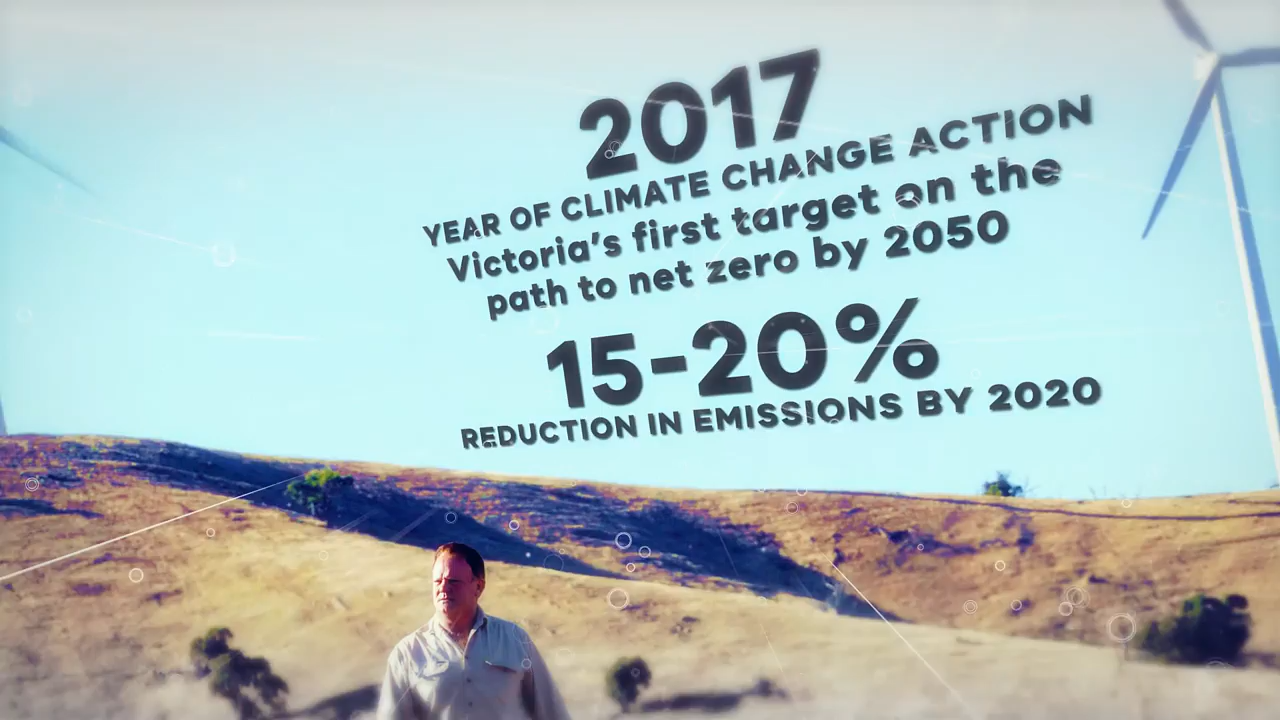 2017
YEAR OF CLIMATE CHANGE ACTION
Victoria's first target on the
path to net zero by 2050
15-20%
REDUCTION IN EMISSIONS BY 2020